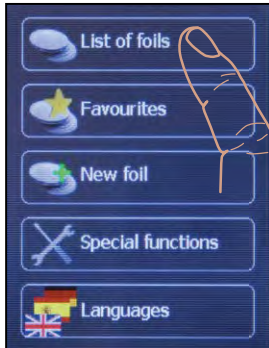 List of foils
Favourites
New foil
Special functions
Languages